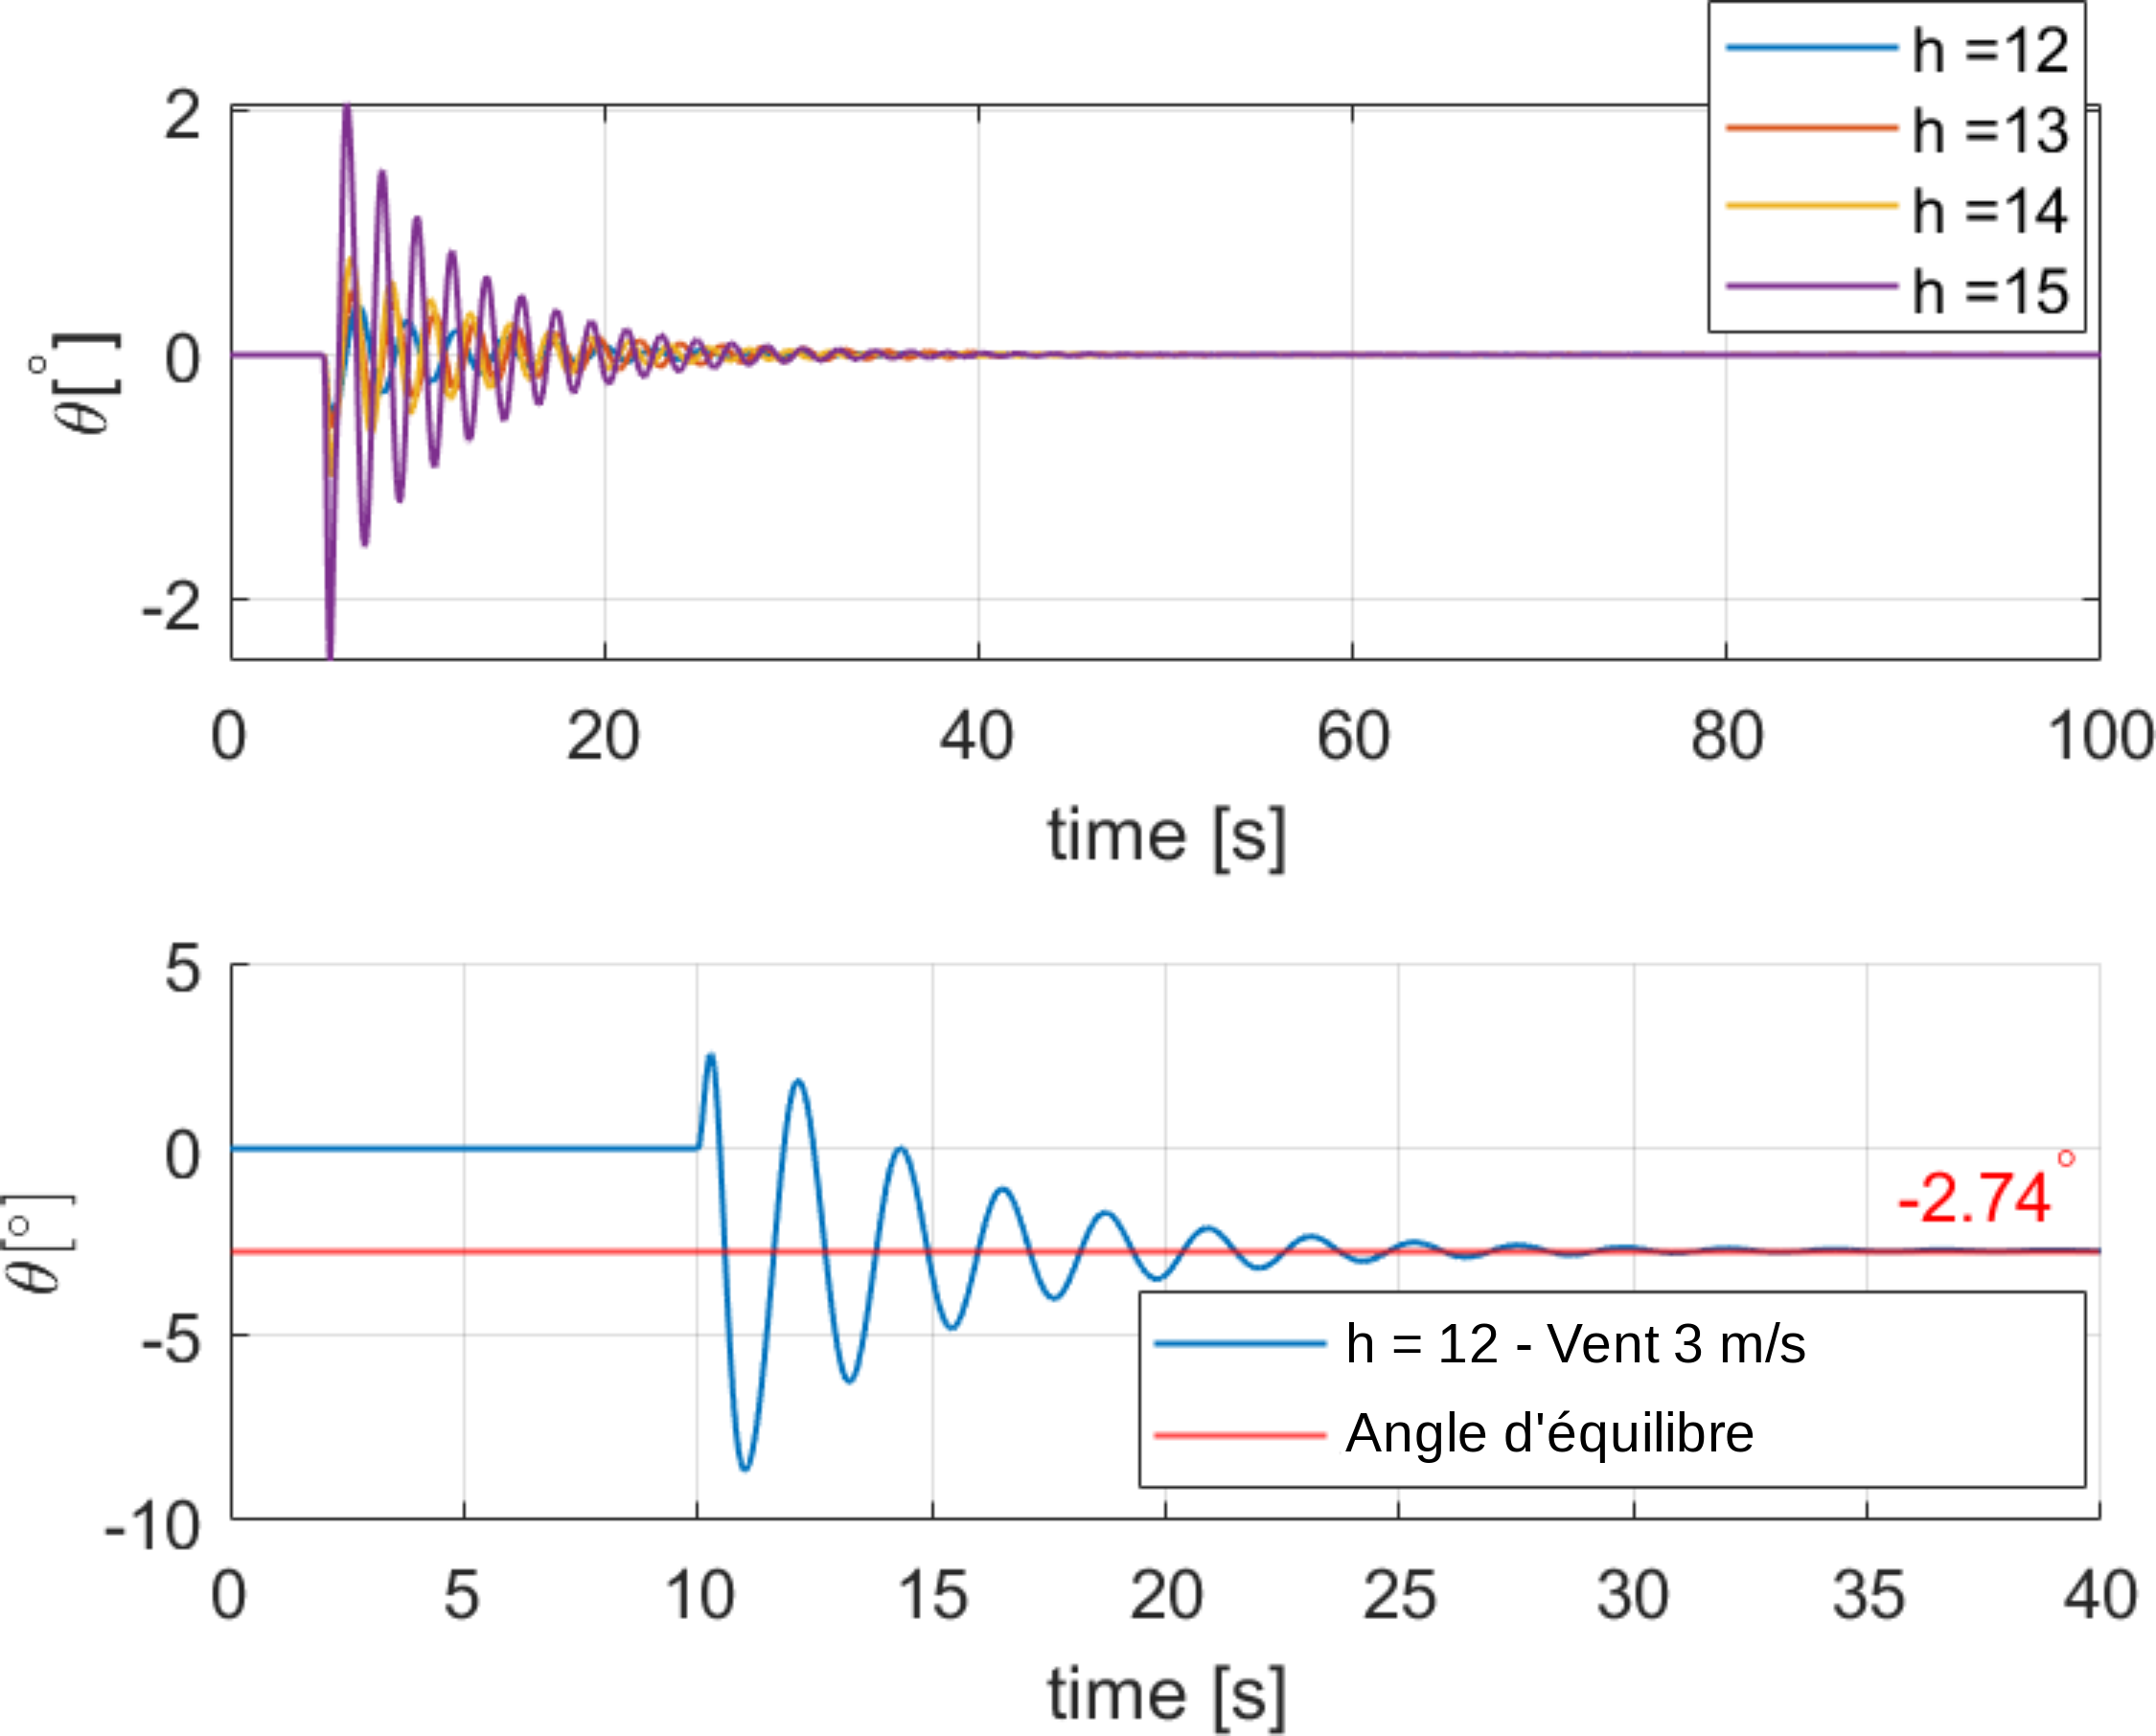 h =12
h =13
h =14
h =15
2
0
-2
θ[°]
0 20 40 60 80 100
time [s]
5
0
-5
-10
θ[°]
-2.74°
h = 12 - Vent 3 m/s
Angle d'équilibre
0 5 10 15 20 25 30 35 40
time [s]